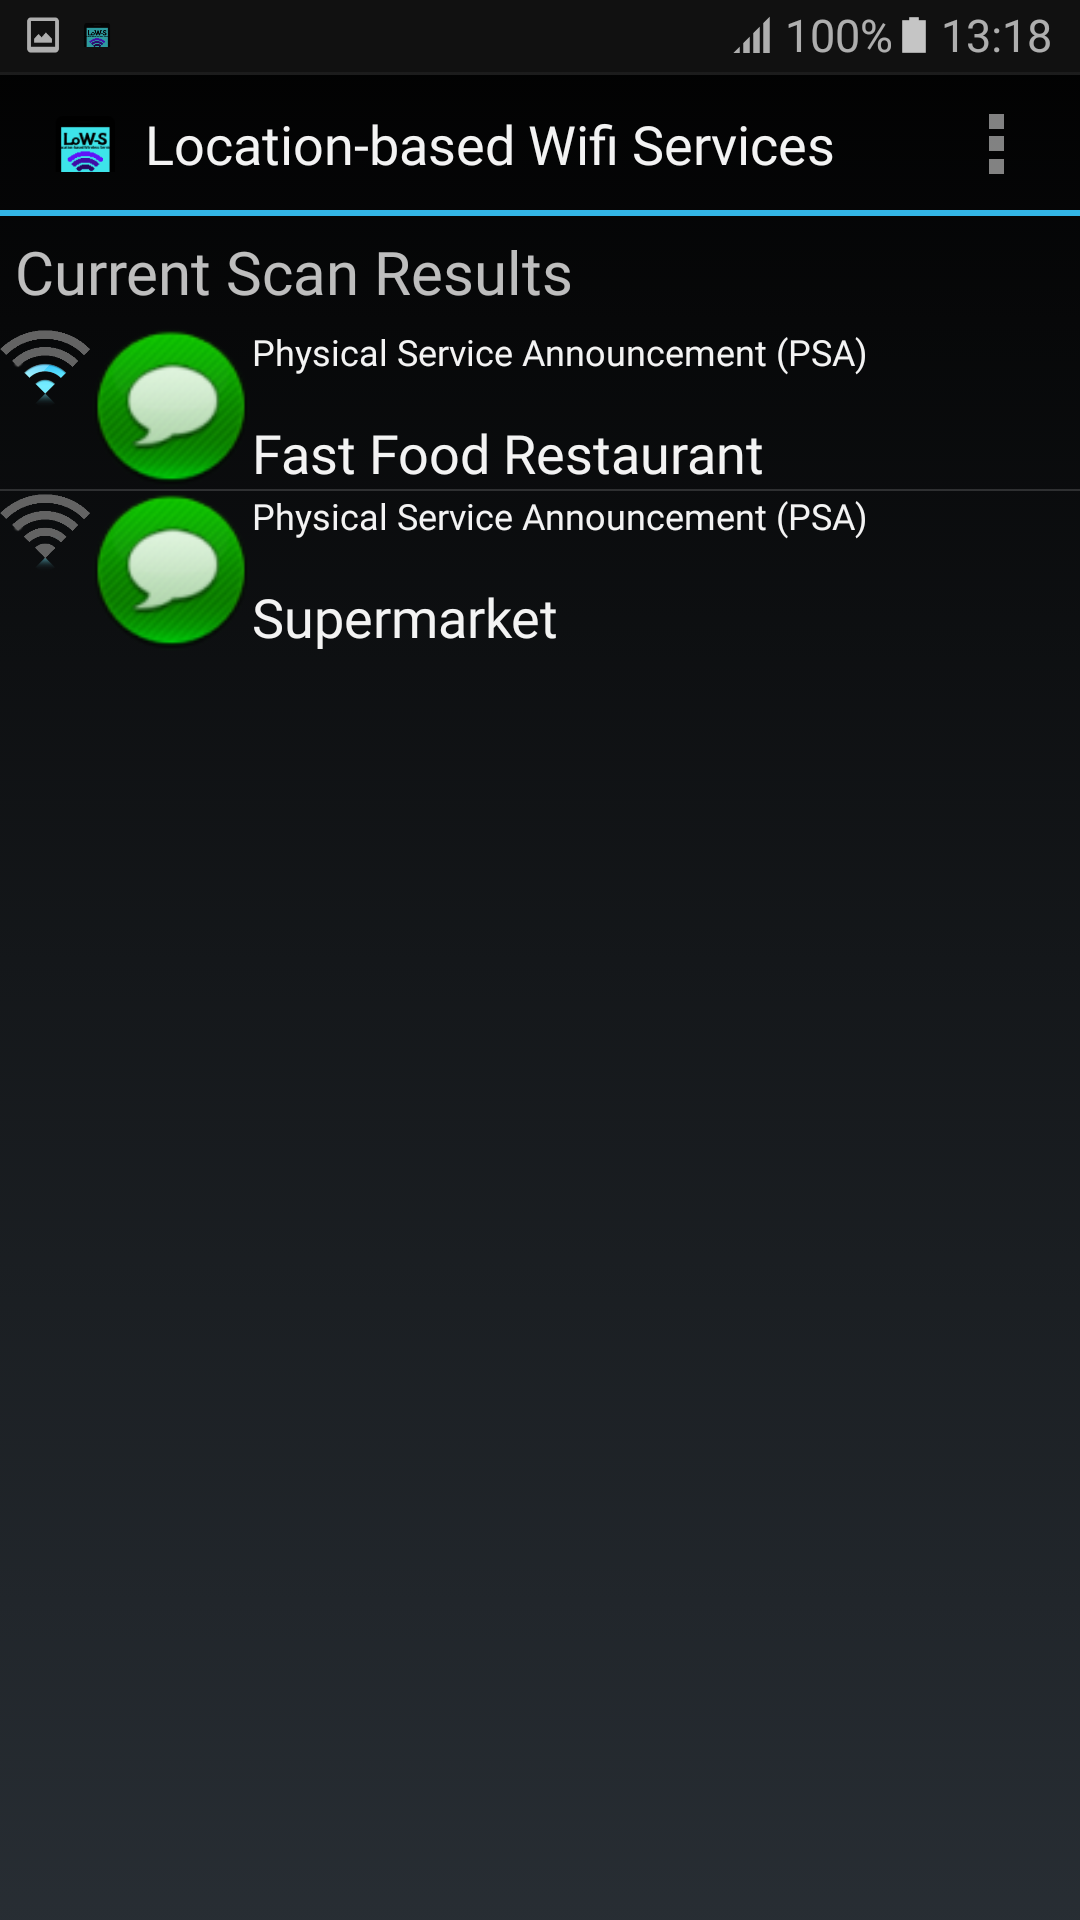 100% 13:18
LoW-S
Location-based Wifi Services
Current Scan Results
Physical Service Announcement (PSA)
Fast Food Restaurant
Physical Service Announcement (PSA)
Supermarket